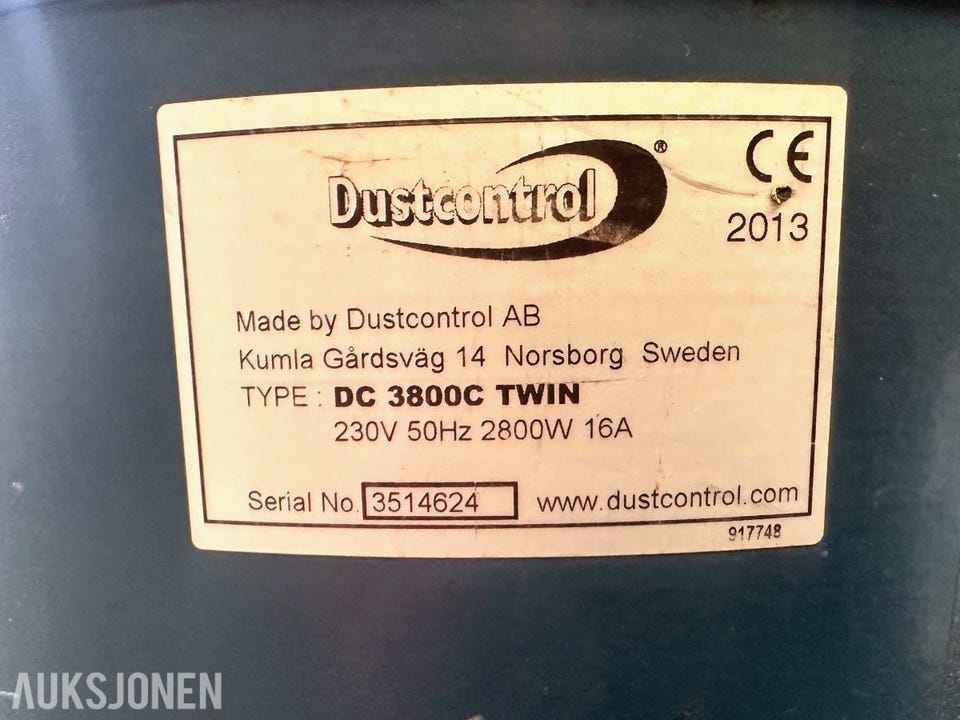 Dustcontrol®
CE
2013
Made by Dustcontrol AB
Kumla Gårdsväg 14 Norsborg Sweden
TYPE : DC 3800C TWIN
230V 50Hz 2800W 16A
Serial No. 3514624 www.dustcontrol.com
917748
AUKSJONEN